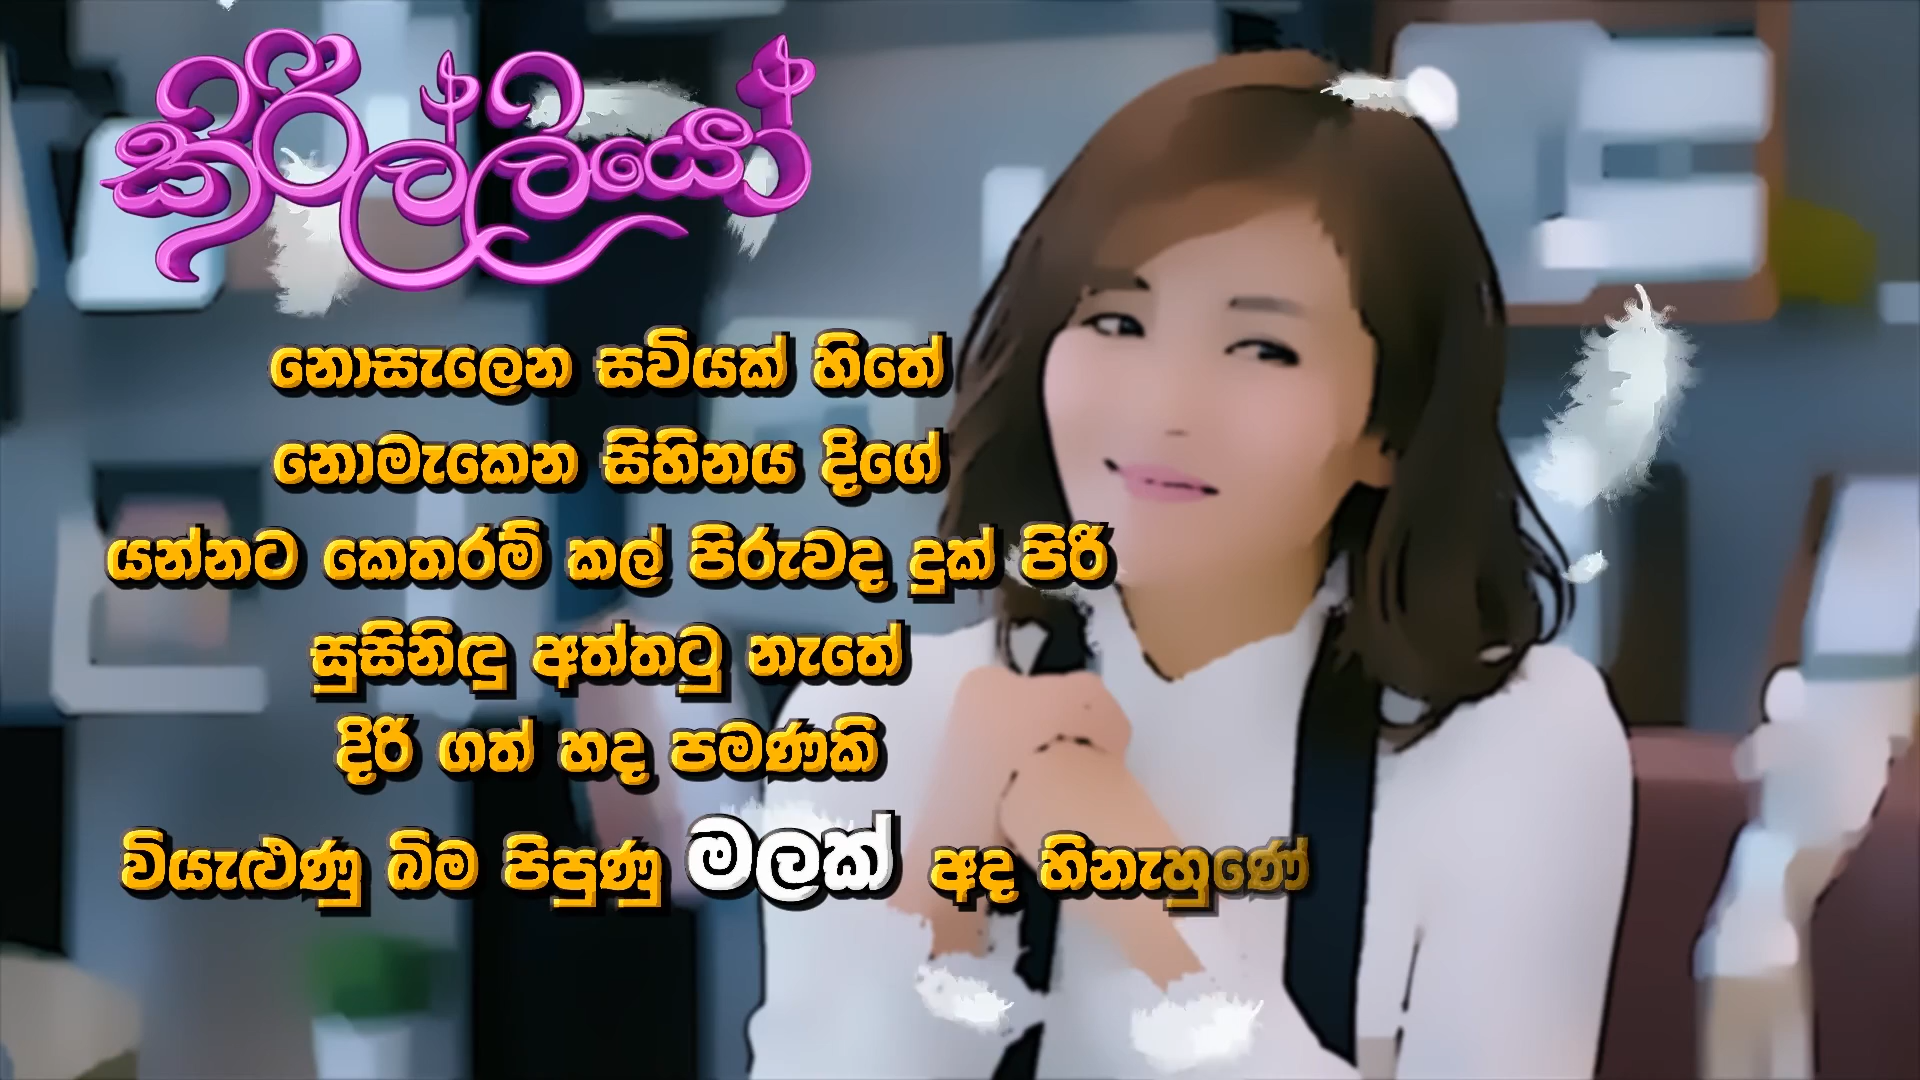 කිරිල්ලියෝ
නොසැලෙන සවියක් හිතේ
නොමැකෙන සිහිනය දිගේ
යන්නට කෙතරම් කල් පිරුවද දුක් පිරී
සුසිනිඳු අත්තටු නැතේ
දිරි ගත් හද පමණකි
වියැළුණු බිම පිපුණු මලක් අද හිනැහුණේ